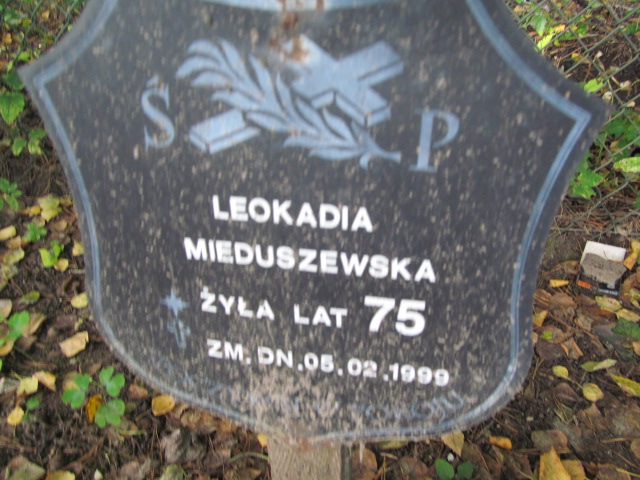 Ś P
LEOKADIA
MIEDUSZEWSKA
ŻYŁA LAT 75
ZM. DN. 05.02.1999